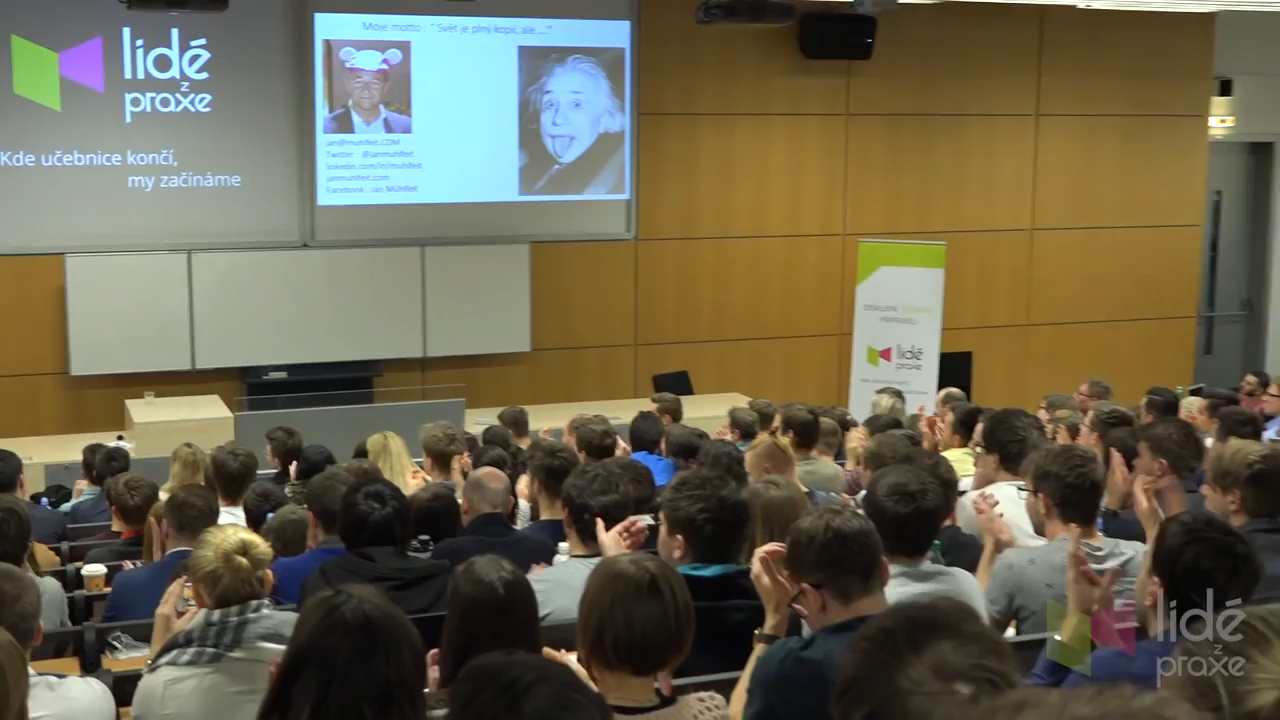 lidé
z
praxe
Kde učebnice končí,
my začínáme
Moje motto : " Svět je plný kopií, ale ..."
jan@muhlfeit.COM
Twitter @janmuhlfeit
linkedin.com/in/muhlfeit
janmuhlfeit.com
Facebook Jan Mühlfeit
lidé
z
praxe
lidé
z
praxe